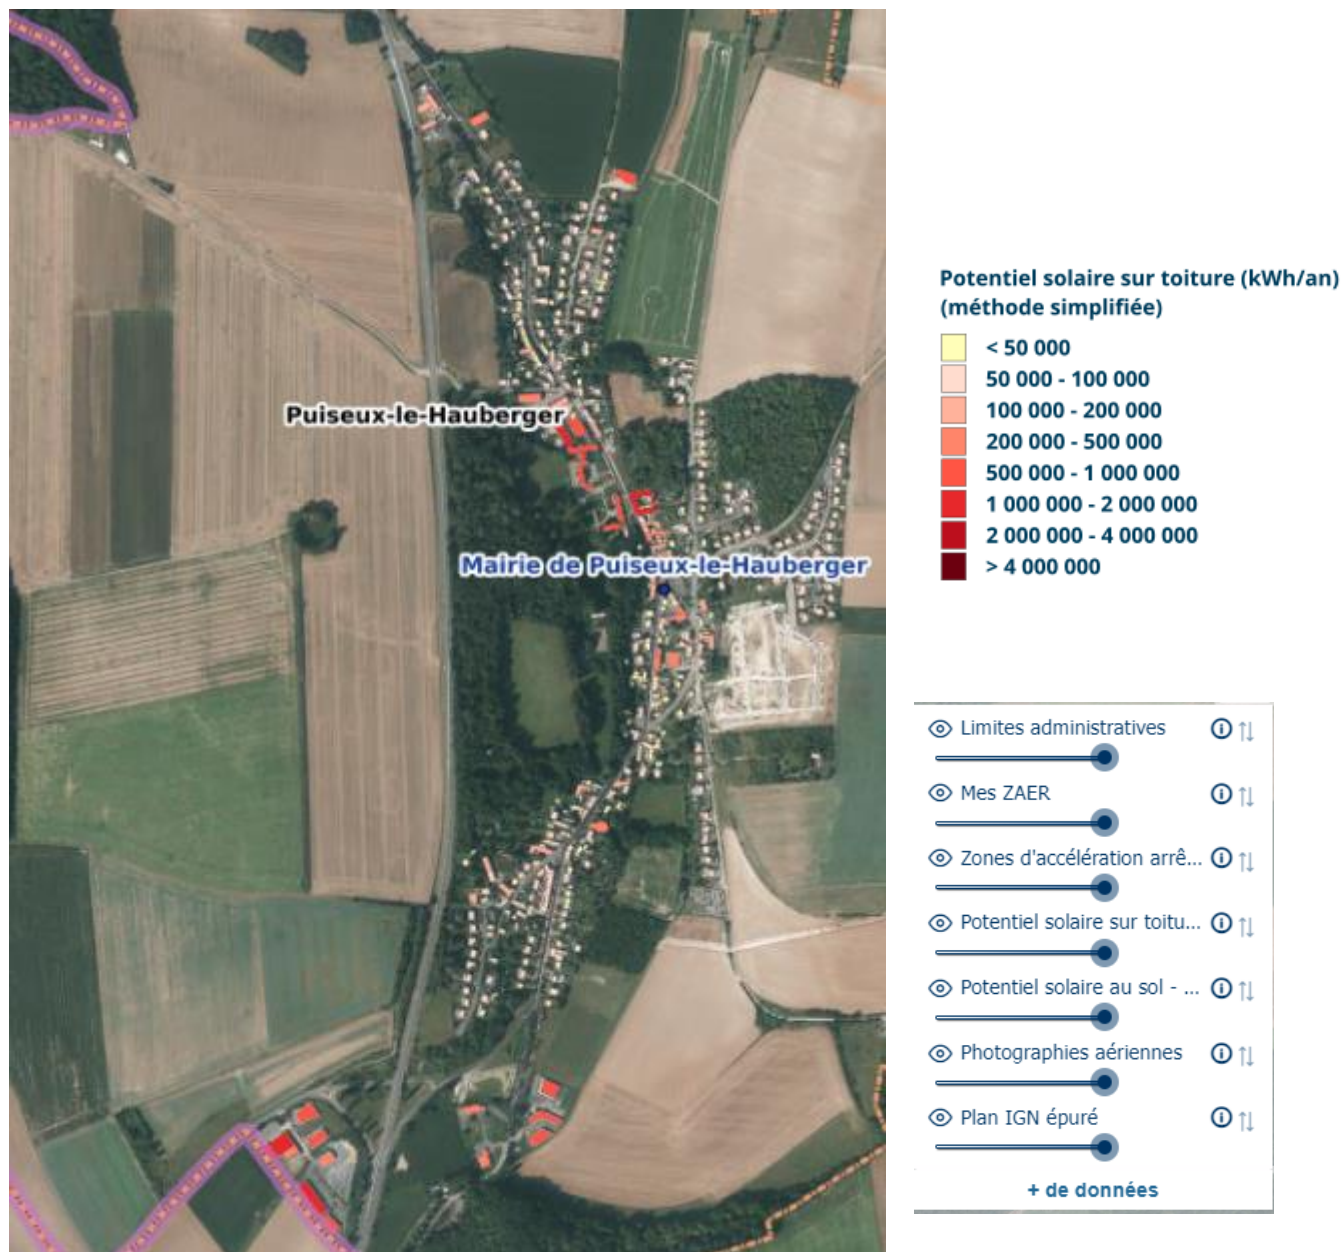 Puiseux-le-Hauberger
Mairie de Puiseux-le-Hauberger
Potentiel solaire sur toiture (kWh/an)
(méthode simplifiée)
< 50 000
50 000 - 100 000
100 000 - 200 000
200 000 - 500 000
500 000 - 1 000 000
1 000 000 - 2 000 000
2 000 000 - 4 000 000
> 4 000 000
Limites administratives
Mes ZAER
Zones d'accélération arrê...
Potentiel solaire sur toitu...
Potentiel solaire au sol - ...
Photographies aériennes
Plan IGN épuré
+ de données